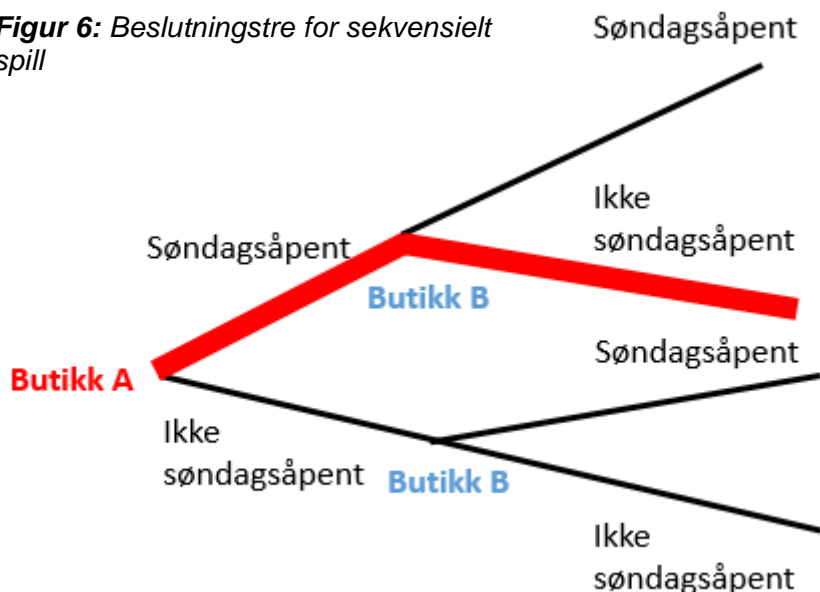 Figur 6: Beslutningstre for sekvensielt
spill
Søndagsåpent
Ikke
søndagsåpent
Søndagsåpent
Butikk B
Søndagsåpent
Butikk A
Ikke
søndagsåpent
Butikk B
Ikke
søndagsåpent